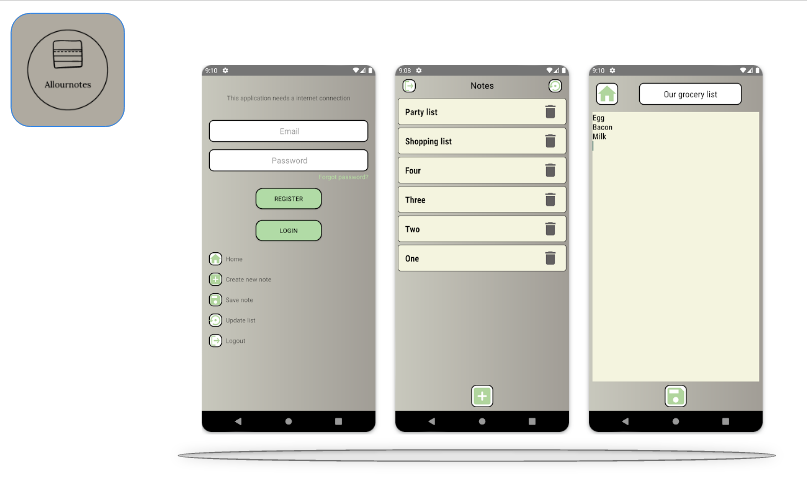 Allournotes
9:10
This application needs a internet connection
Email
Password
Forgot password?
REGISTER
LOGIN
Home
Create new note
Save note
Update list
Logout
9:08
Notes
Party list
Shopping list
Four
Three
Two
One
9:10
Our grocery list
Egg
Bacon
Milk